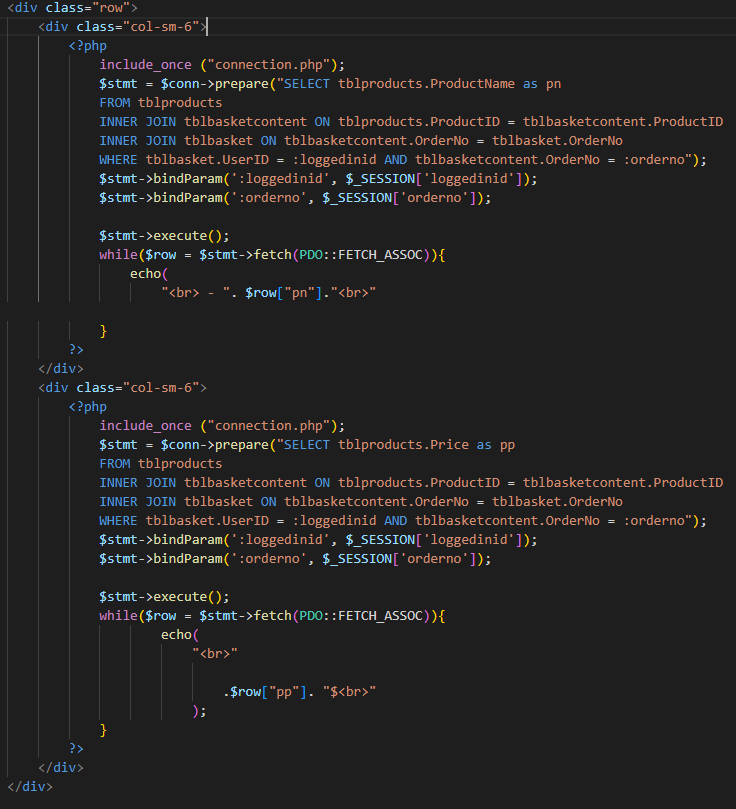 <div class="row">
<div class="col-sm-6">
<?php
include_once ("connection.php");
$stmt = $conn->prepare("SELECT tblproducts.ProductName as pn
FROM tblproducts
INNER JOIN tblbasketcontent ON tblproducts.ProductID = tblbasketcontent.ProductID
INNER JOIN tblbasket ON tblbasketcontent.OrderNo = tblbasket.OrderNo
WHERE tblbasket.UserID = :loggedinid AND tblbasketcontent.OrderNo = :orderno");
$stmt->bindParam(':loggedinid', $_SESSION['loggedinid']);
$stmt->bindParam(':orderno', $_SESSION['orderno']);
$stmt->execute();
while($row = $stmt->fetch(PDO::FETCH_ASSOC)){
echo(
"<br> - ". $row["pn"]."<br>"
}
?>
</div>
<div class="col-sm-6">
<?php
include_once ("connection.php");
$stmt = $conn->prepare("SELECT tblproducts.Price as pp
FROM tblproducts
INNER JOIN tblbasketcontent ON tblproducts.ProductID = tblbasketcontent.ProductID
INNER JOIN tblbasket ON tblbasketcontent.OrderNo = tblbasket.OrderNo
WHERE tblbasket.UserID = :loggedinid AND tblbasketcontent.OrderNo = :orderno");
$stmt->bindParam(':loggedinid', $_SESSION['loggedinid']);
$stmt->bindParam(':orderno', $_SESSION['orderno']);
$stmt->execute();
while($row = $stmt->fetch(PDO::FETCH_ASSOC)){
echo(
"<br>"
.$row["pp"]. "$<br>"
);
}
?>
</div>
</div>